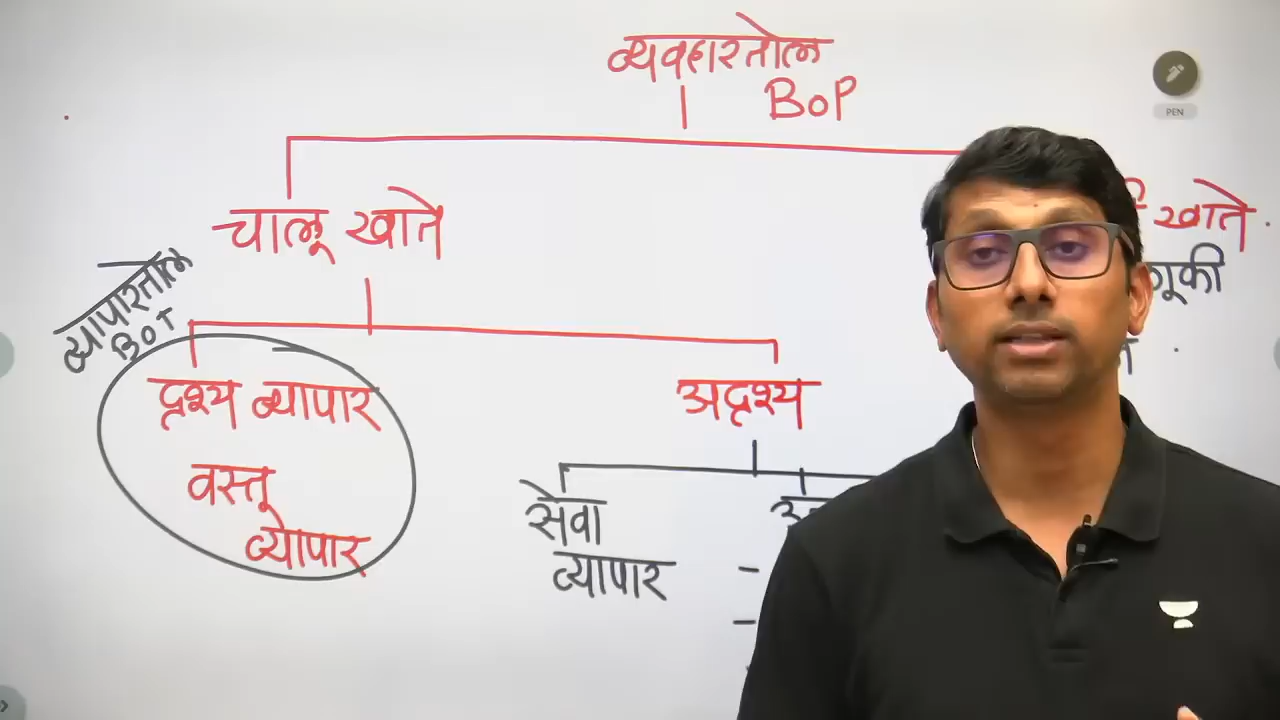 व्यवहारतोल
BoP
PEN
चालू खाते
खाते
व्यापारतोल
BOT
दृश्य व्यापार
अदृश्य
वस्तू
व्यापार
सेवा
व्यापार